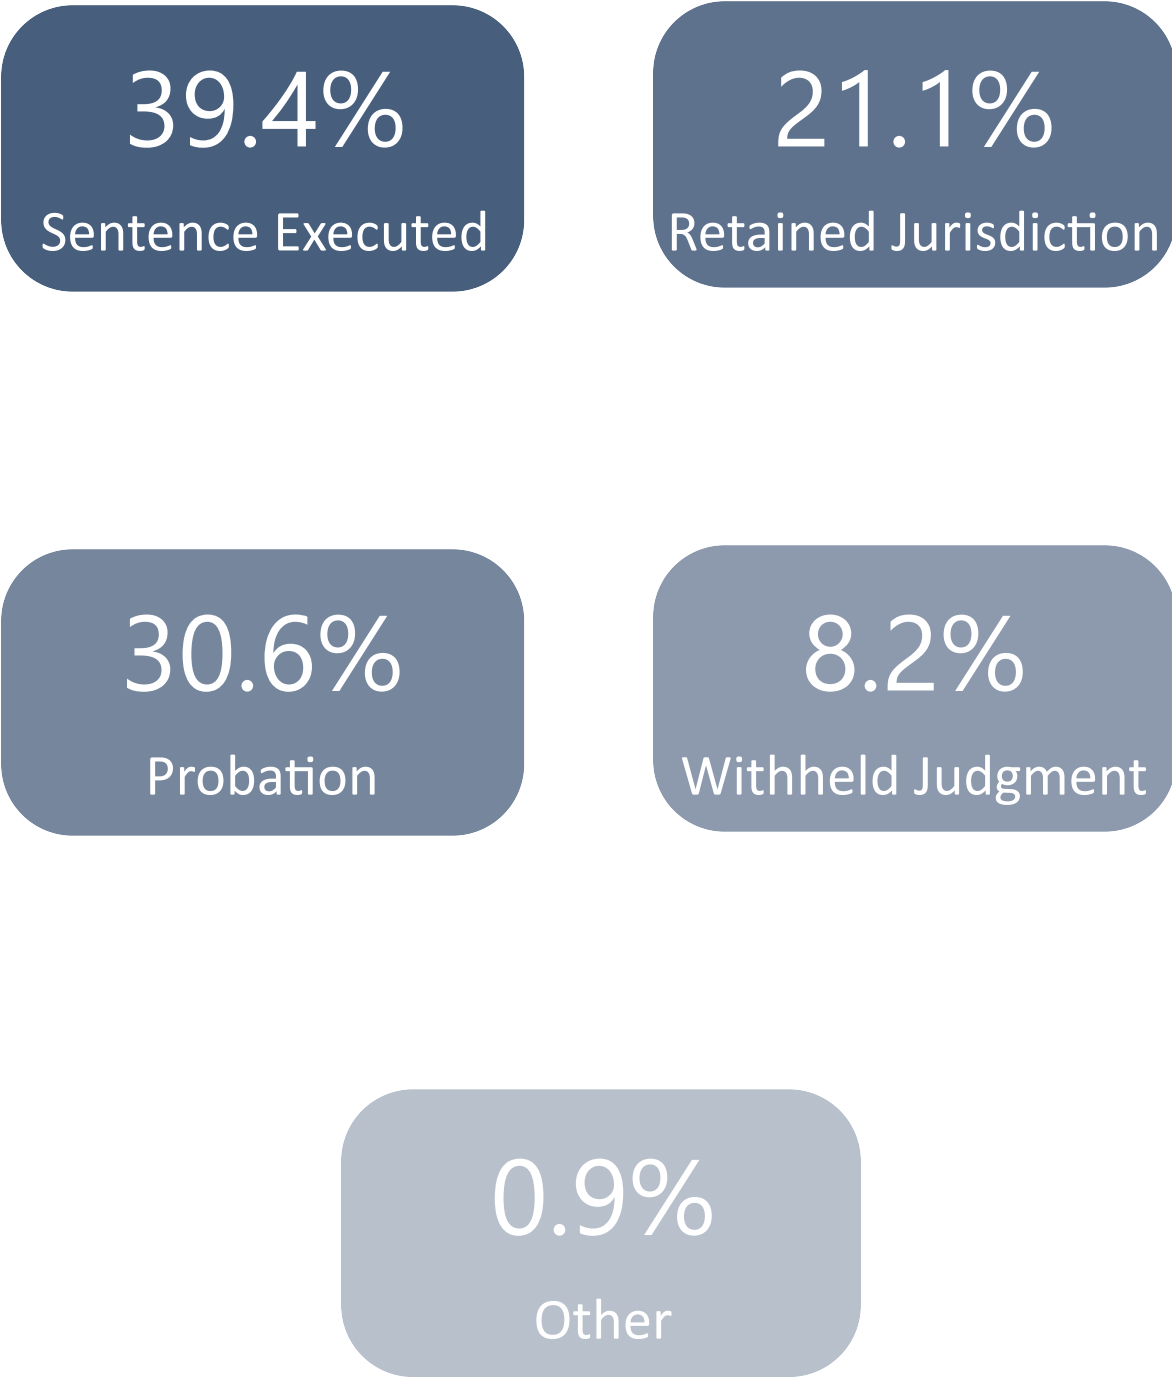 39.4%
Sentence Executed
21.1%
Retained Jurisdiction
30.6%
Probation
8.2%
Withheld Judgment
0.9%
Other